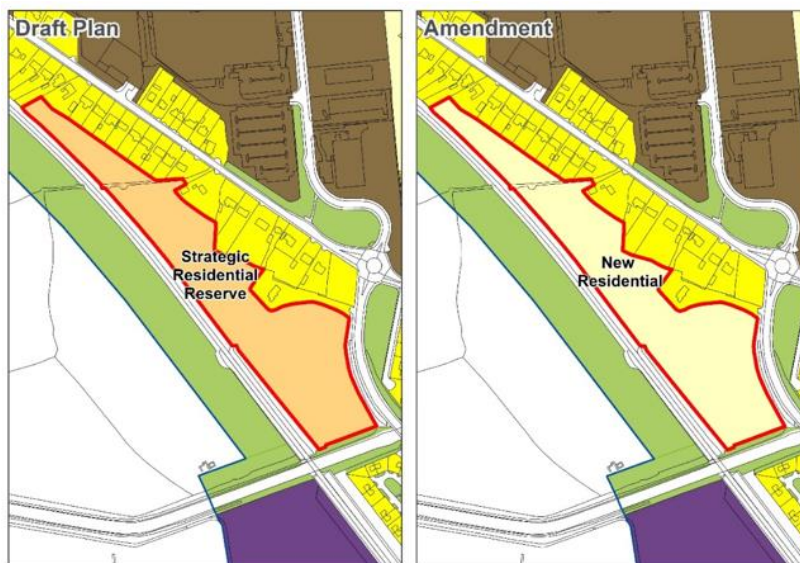 Draft Plan
Strategic
Residential
Reserve
Amendment
New
Residential